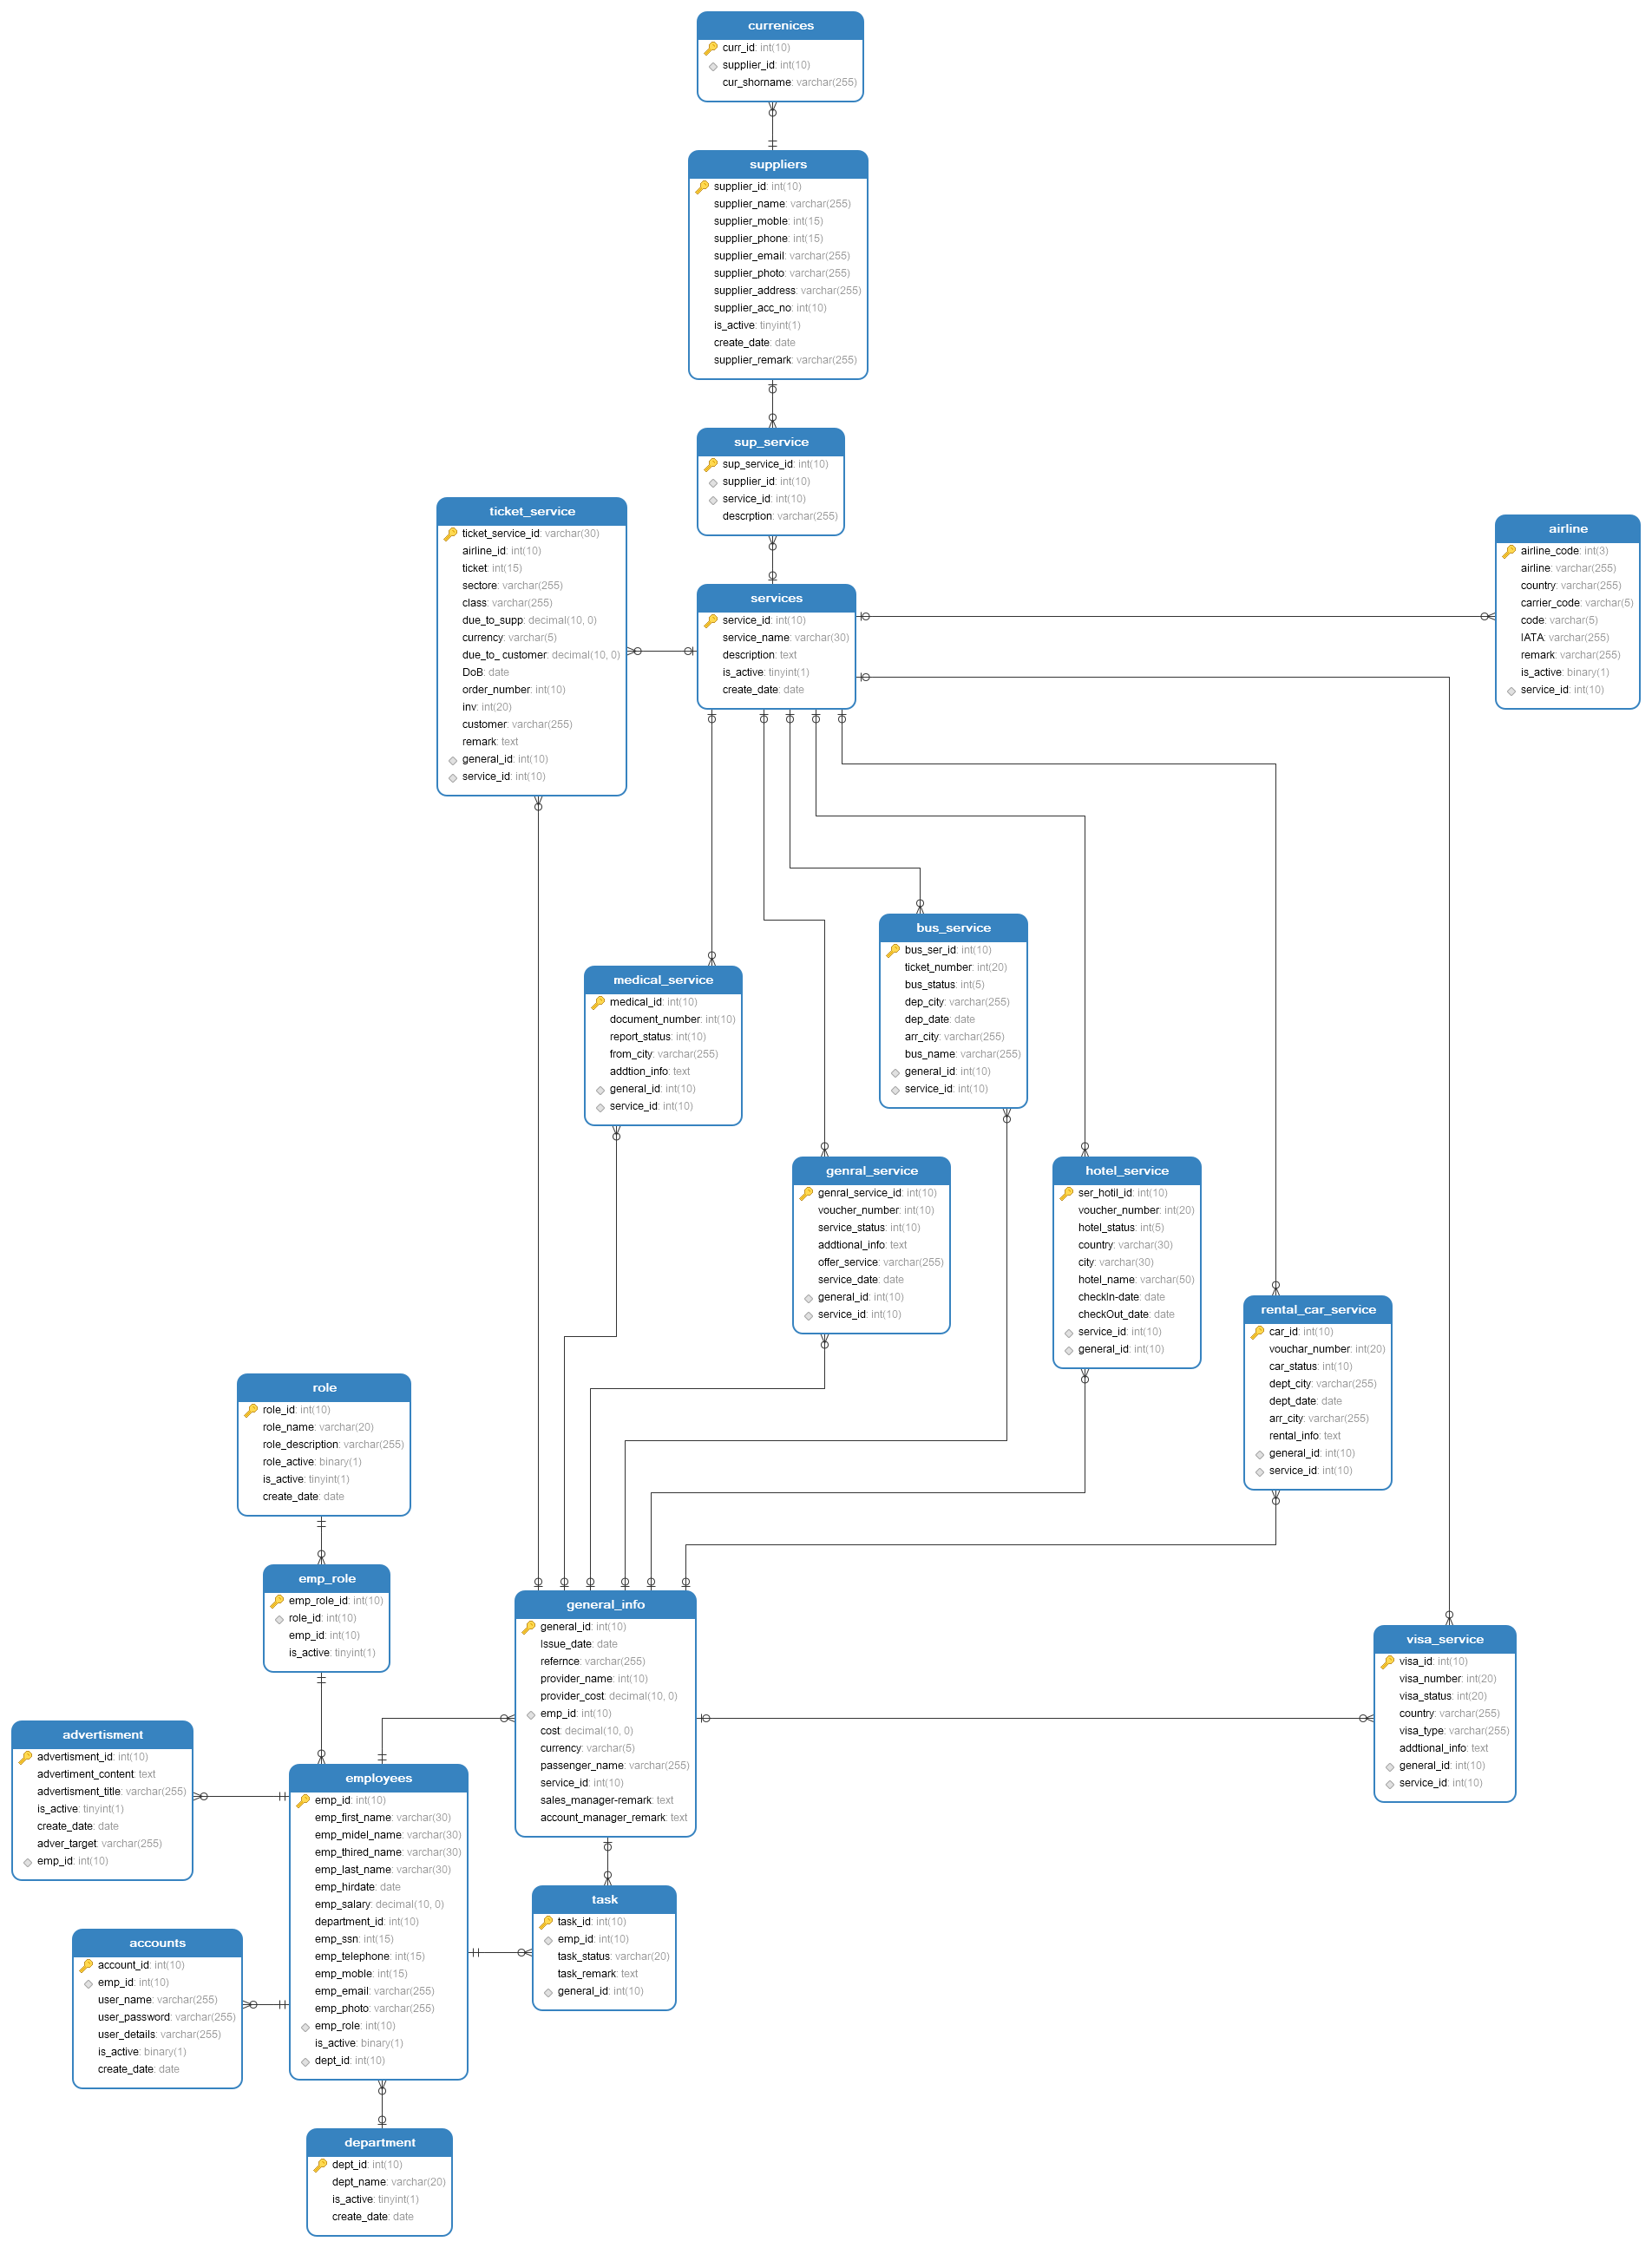 currenices
curr_id: int(10)
supplier_id: int(10)
cur_shorname: varchar(255)
suppliers
supplier_id: int(10)
supplier_name: varchar(255)
supplier_moble: int(15)
supplier_phone: int(15)
supplier_email: varchar(255)
supplier_photo: varchar(255)
supplier_address: varchar(255)
supplier_acc_no: int(10)
is_active: tinyint(1)
create_date: date
supplier_remark: varchar(255)
sup_service
sup_service_id: int(10)
supplier_id: int(10)
service_id: int(10)
descrption: varchar(255)
ticket_service
ticket_service_id: varchar(30)
airline_id: int(10)
ticket: int(15)
sectore: varchar(255)
class: varchar(255)
due_to_supp: decimal(10, 0)
currency: varchar(5)
due_to_ customer: decimal(10, 0)
DoB: date
order_number: int(10)
inv: int(20)
customer: varchar(255)
remark: text
general_id: int(10)
service_id: int(10)
services
service_id: int(10)
service_name: varchar(30)
description: text
is_active: tinyint(1)
create_date: date
airline
airline_code: int(3)
airline: varchar(255)
country: varchar(255)
carrier_code: varchar(5)
code: varchar(5)
IATA: varchar(255)
remark: varchar(255)
is_active: binary(1)
service_id: int(10)
bus_service
bus_ser_id: int(10)
ticket_number: int(20)
bus_status: int(5)
dep_city: varchar(255)
dep_date: date
arr_city: varchar(255)
bus_name: varchar(255)
general_id: int(10)
service_id: int(10)
medical_service
medical_id: int(10)
document_number: int(10)
report_status: int(10)
from_city: varchar(255)
addtion_info: text
general_id: int(10)
service_id: int(10)
genral_service
genral_service_id: int(10)
voucher_number: int(10)
service_status: int(10)
addtional_info: text
offer_service: varchar(255)
service_date: date
general_id: int(10)
service_id: int(10)
hotel_service
ser_hotil_id: int(10)
voucher_number: int(20)
hotel_status: int(5)
country: varchar(30)
city: varchar(30)
hotel_name: varchar(50)
checkIn-date: date
checkOut_date: date
service_id: int(10)
general_id: int(10)
rental_car_service
car_id: int(10)
vouchar_number: int(20)
car_status: int(10)
dept_city: varchar(255)
dept_date: date
arr_city: varchar(255)
rental_info: text
general_id: int(10)
service_id: int(10)
role
role_id: int(10)
role_name: varchar(20)
role_description: varchar(255)
role_active: binary(1)
is_active: tinyint(1)
create_date: date
emp_role
emp_role_id: int(10)
role_id: int(10)
emp_id: int(10)
is_active: tinyint(1)
general_info
general_id: int(10)
Issue_date: date
refernce: varchar(255)
provider_name: int(10)
provider_cost: decimal(10, 0)
emp_id: int(10)
cost: decimal(10, 0)
currency: varchar(5)
passenger_name: varchar(255)
service_id: int(10)
sales_manager-remark: text
account_manager_remark: text
visa_service
visa_id: int(10)
visa_number: int(20)
visa_status: int(20)
country: varchar(255)
visa_type: varchar(255)
addtional_info: text
general_id: int(10)
service_id: int(10)
advertisment
advertisment_id: int(10)
advertiment_content: text
advertisment_title: varchar(255)
is_active: tinyint(1)
create_date: date
adver_target: varchar(255)
emp_id: int(10)
employees
emp_id: int(10)
emp_first_name: varchar(30)
emp_midel_name: varchar(30)
emp_thired_name: varchar(30)
emp_last_name: varchar(30)
emp_hirdate: date
emp_salary: decimal(10, 0)
department_id: int(10)
emp_ssn: int(15)
emp_telephone: int(15)
emp_moble: int(15)
emp_email: varchar(255)
emp_photo: varchar(255)
emp_role: int(10)
is_active: binary(1)
dept_id: int(10)
task
task_id: int(10)
emp_id: int(10)
task_status: varchar(20)
task_remark: text
general_id: int(10)
accounts
account_id: int(10)
emp_id: int(10)
user_name: varchar(255)
user_password: varchar(255)
user_details: varchar(255)
is_active: binary(1)
create_date: date
department
dept_id: int(10)
dept_name: varchar(20)
is_active: tinyint(1)
create_date: date